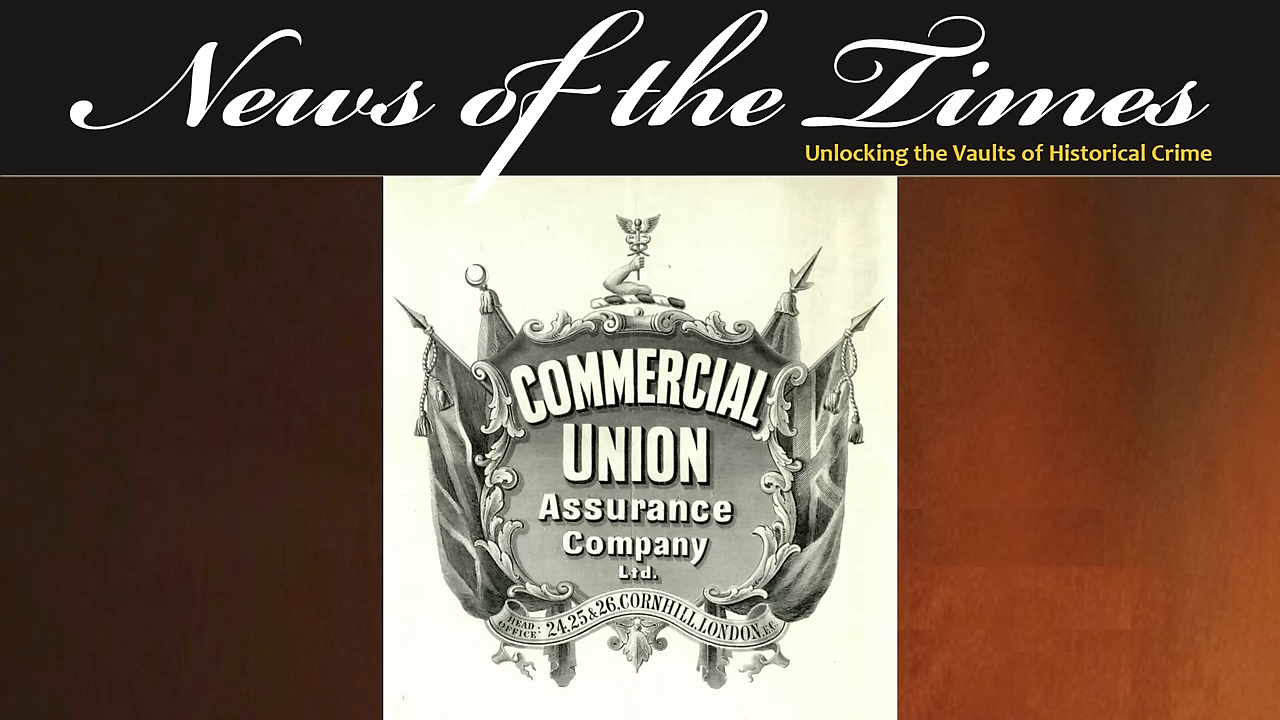 News of the Times
Unlocking the Vaults of Historical Crime
COMMERCIAL
UNION
Assurance
Company
Ltd.
HEAD OFFICE: 24,25 & 26, CORNHILL, LONDON, E.C.